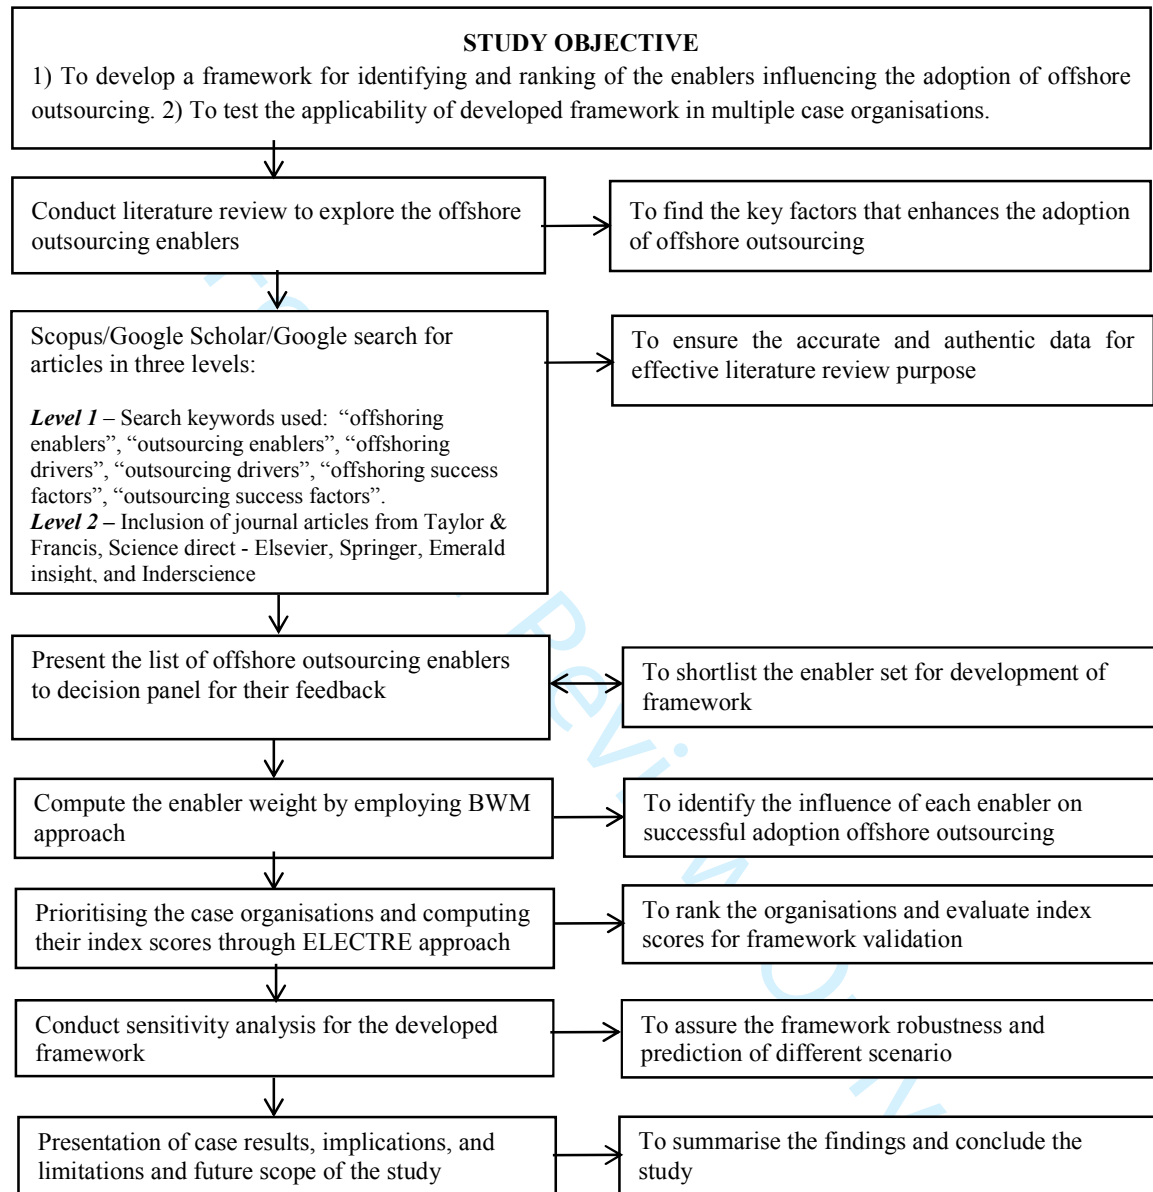 STUDY OBJECTIVE
1) To develop a framework for identifying and ranking of the enablers influencing the adoption of offshore
outsourcing. 2) To test the applicability of developed framework in multiple case organisations.
Conduct literature review to explore the offshore
outsourcing enablers
To find the key factors that enhances the adoption
of offshore outsourcing
Scopus/Google Scholar/Google search for
articles in three levels:
Level 1 – Search keywords used: “offshoring
enablers”, “outsourcing enablers”, “offshoring
drivers”, “outsourcing drivers”, “offshoring success
factors”, “outsourcing success factors”.
Level 2 – Inclusion of journal articles from Taylor &
Francis, Science direct - Elsevier, Springer, Emerald
insight, and Inderscience
To ensure the accurate and authentic data for
effective literature review purpose
Present the list of offshore outsourcing enablers
to decision panel for their feedback
To shortlist the enabler set for development of
framework
Compute the enabler weight by employing BWM
approach
To identify the influence of each enabler on
successful adoption offshore outsourcing
Prioritising the case organisations and computing
their index scores through ELECTRE approach
To rank the organisations and evaluate index
scores for framework validation
Conduct sensitivity analysis for the developed
framework
To assure the framework robustness and
prediction of different scenario
Presentation of case results, implications, and
limitations and future scope of the study
To summarise the findings and conclude the
study